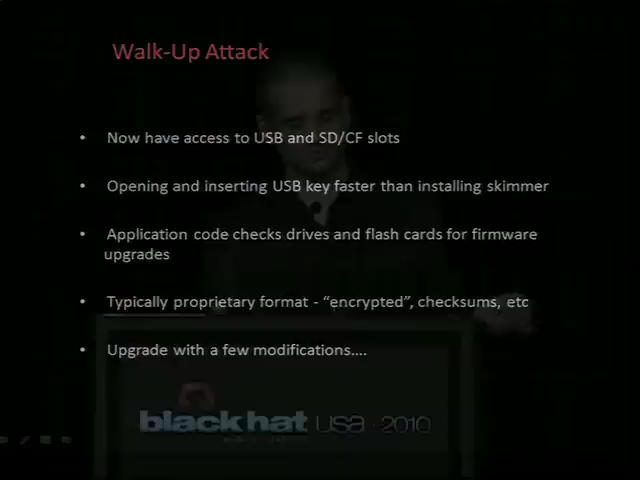 Walk-Up Attack
• Now have access to USB and SD/CF slots
• Opening and inserting USB key faster than installing skimmer
• Application code checks drives and flash cards for firmware
upgrades
• Typically proprietary format - “encrypted”, checksums, etc
• Upgrade with a few modifications....
black hat USA • 2010